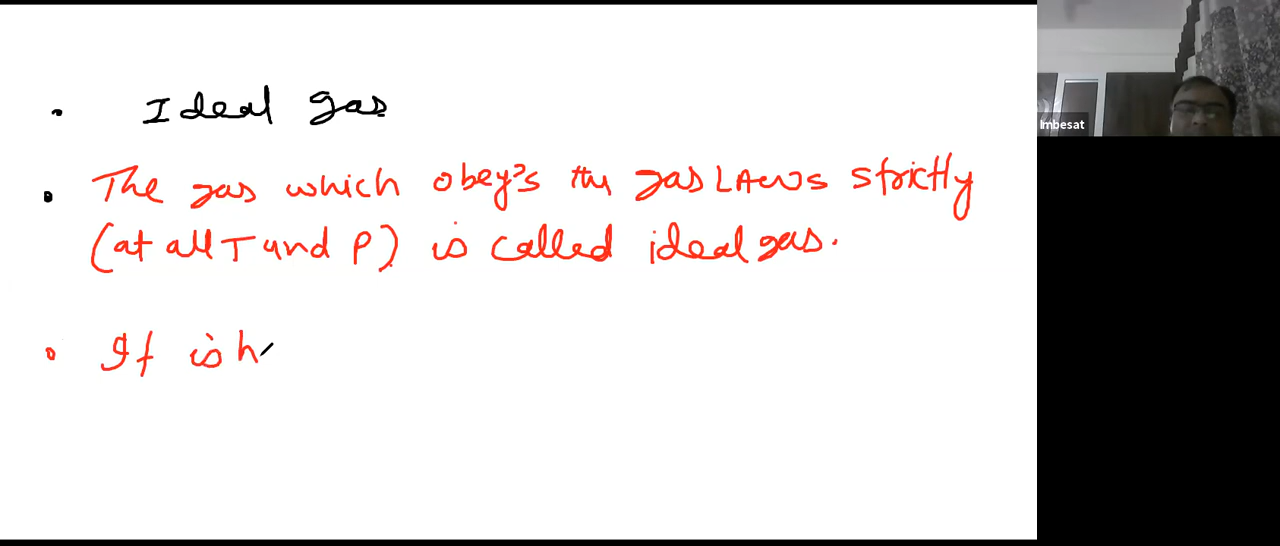 Ideal gas
The gas which obey's the gas LAws strictly
(at all T and P) is called ideal gas.
It is h
Imbesat